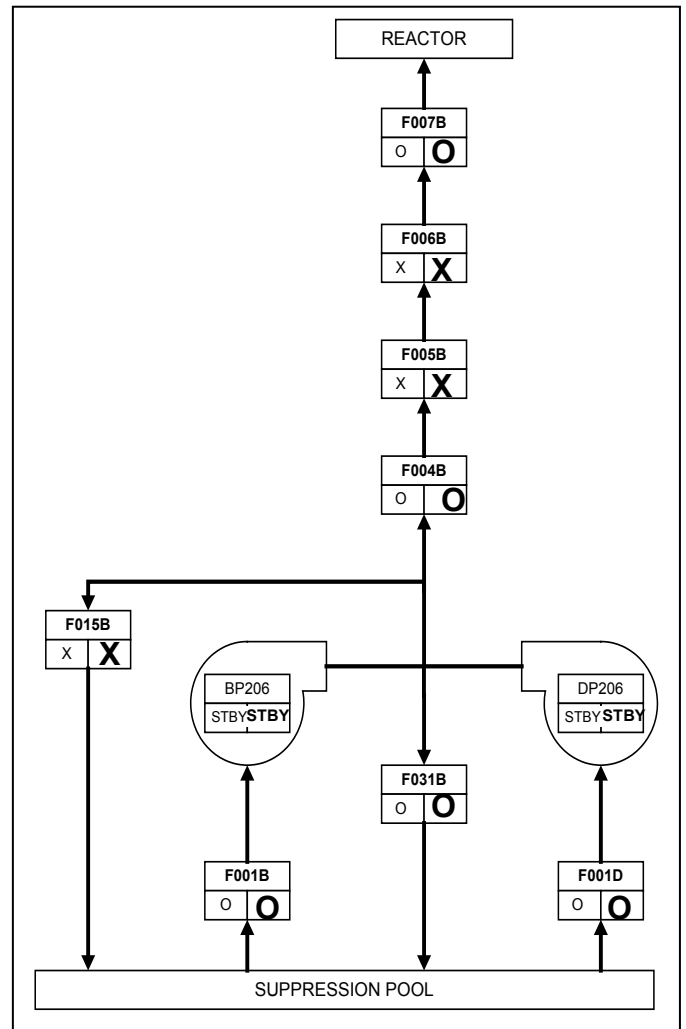 REACTOR
F007B
O O
F006B
X X
F005B
X X
F004B
O O
F015B
X X
BP206
STBY STBY
DP206
STBY STBY
F031B
O O
F001B
O O
F001D
O O
SUPPRESSION POOL